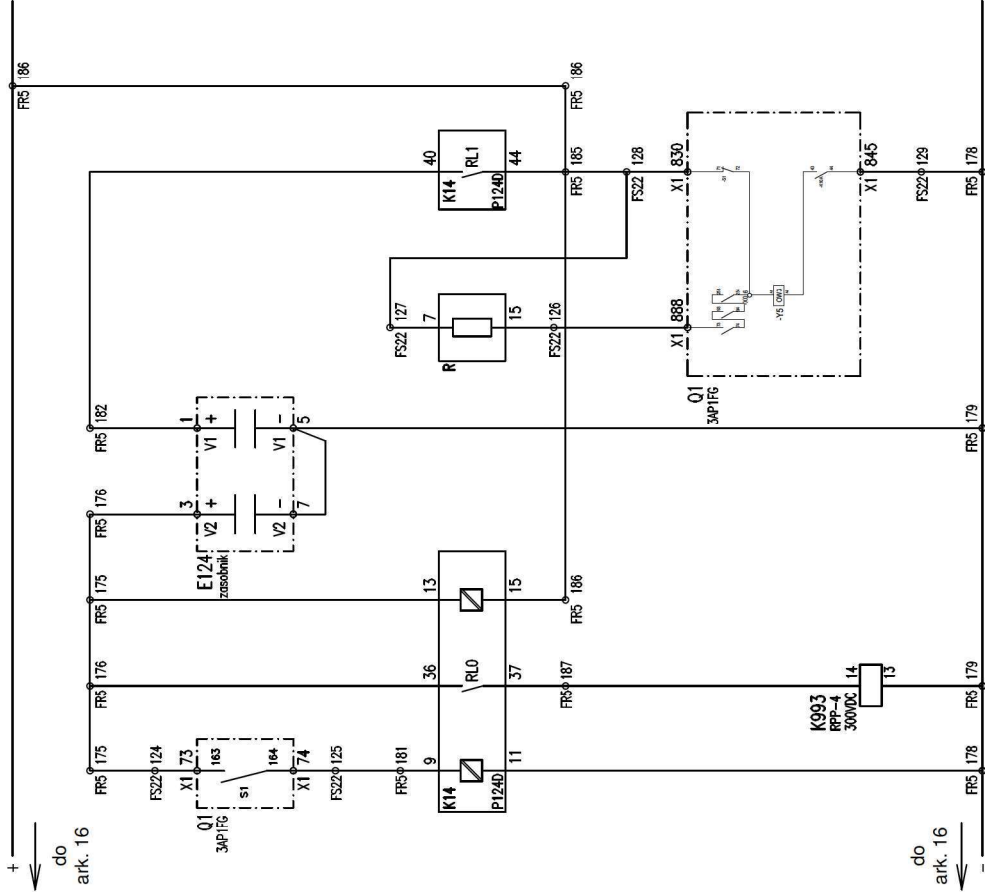 +
do
ark. 16
FR5 186
FR5 175
FS22 124
X1 73
163
S1
164
X1 74
Q1
3AP1FG
FS22 125
FR5 181
9
K14
P124D
11
FR5 178
FR5 176
36
RL0
37
FR5 187
K993
RPP-4
300VDC
14
13
FR5 179
FR5 175
13
15
FR5 186
FR5 176
3
V2 +
V2 -
7
E124
zasobnik
FR5 182
1
V1 +
V1 -
5
FR5 179
FS22 127
7
R
15
FS22 126
X1 888
40
K14
RL1
P124D
44
FR5 185
FR5 186
FS22 128
X1 830
Q1
3AP1FG
-Y5
X1 845
FS22 129
FR5 178
do
ark. 16
-